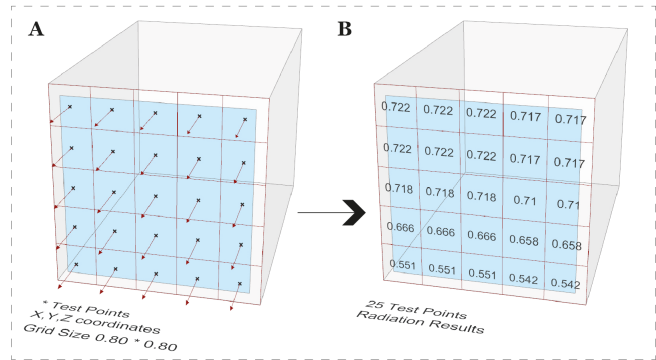 A
B
0.722 0.722 0.722 0.717 0.717
0.722 0.722 0.722 0.717 0.717
0.718 0.718 0.718 0.71 0.71
0.666 0.666 0.666 0.658 0.658
0.551 0.551 0.551 0.542 0.542
* Test Points
X,Y,Z coordinates
Grid Size 0.80 * 0.80
25 Test Points
Radiation Results